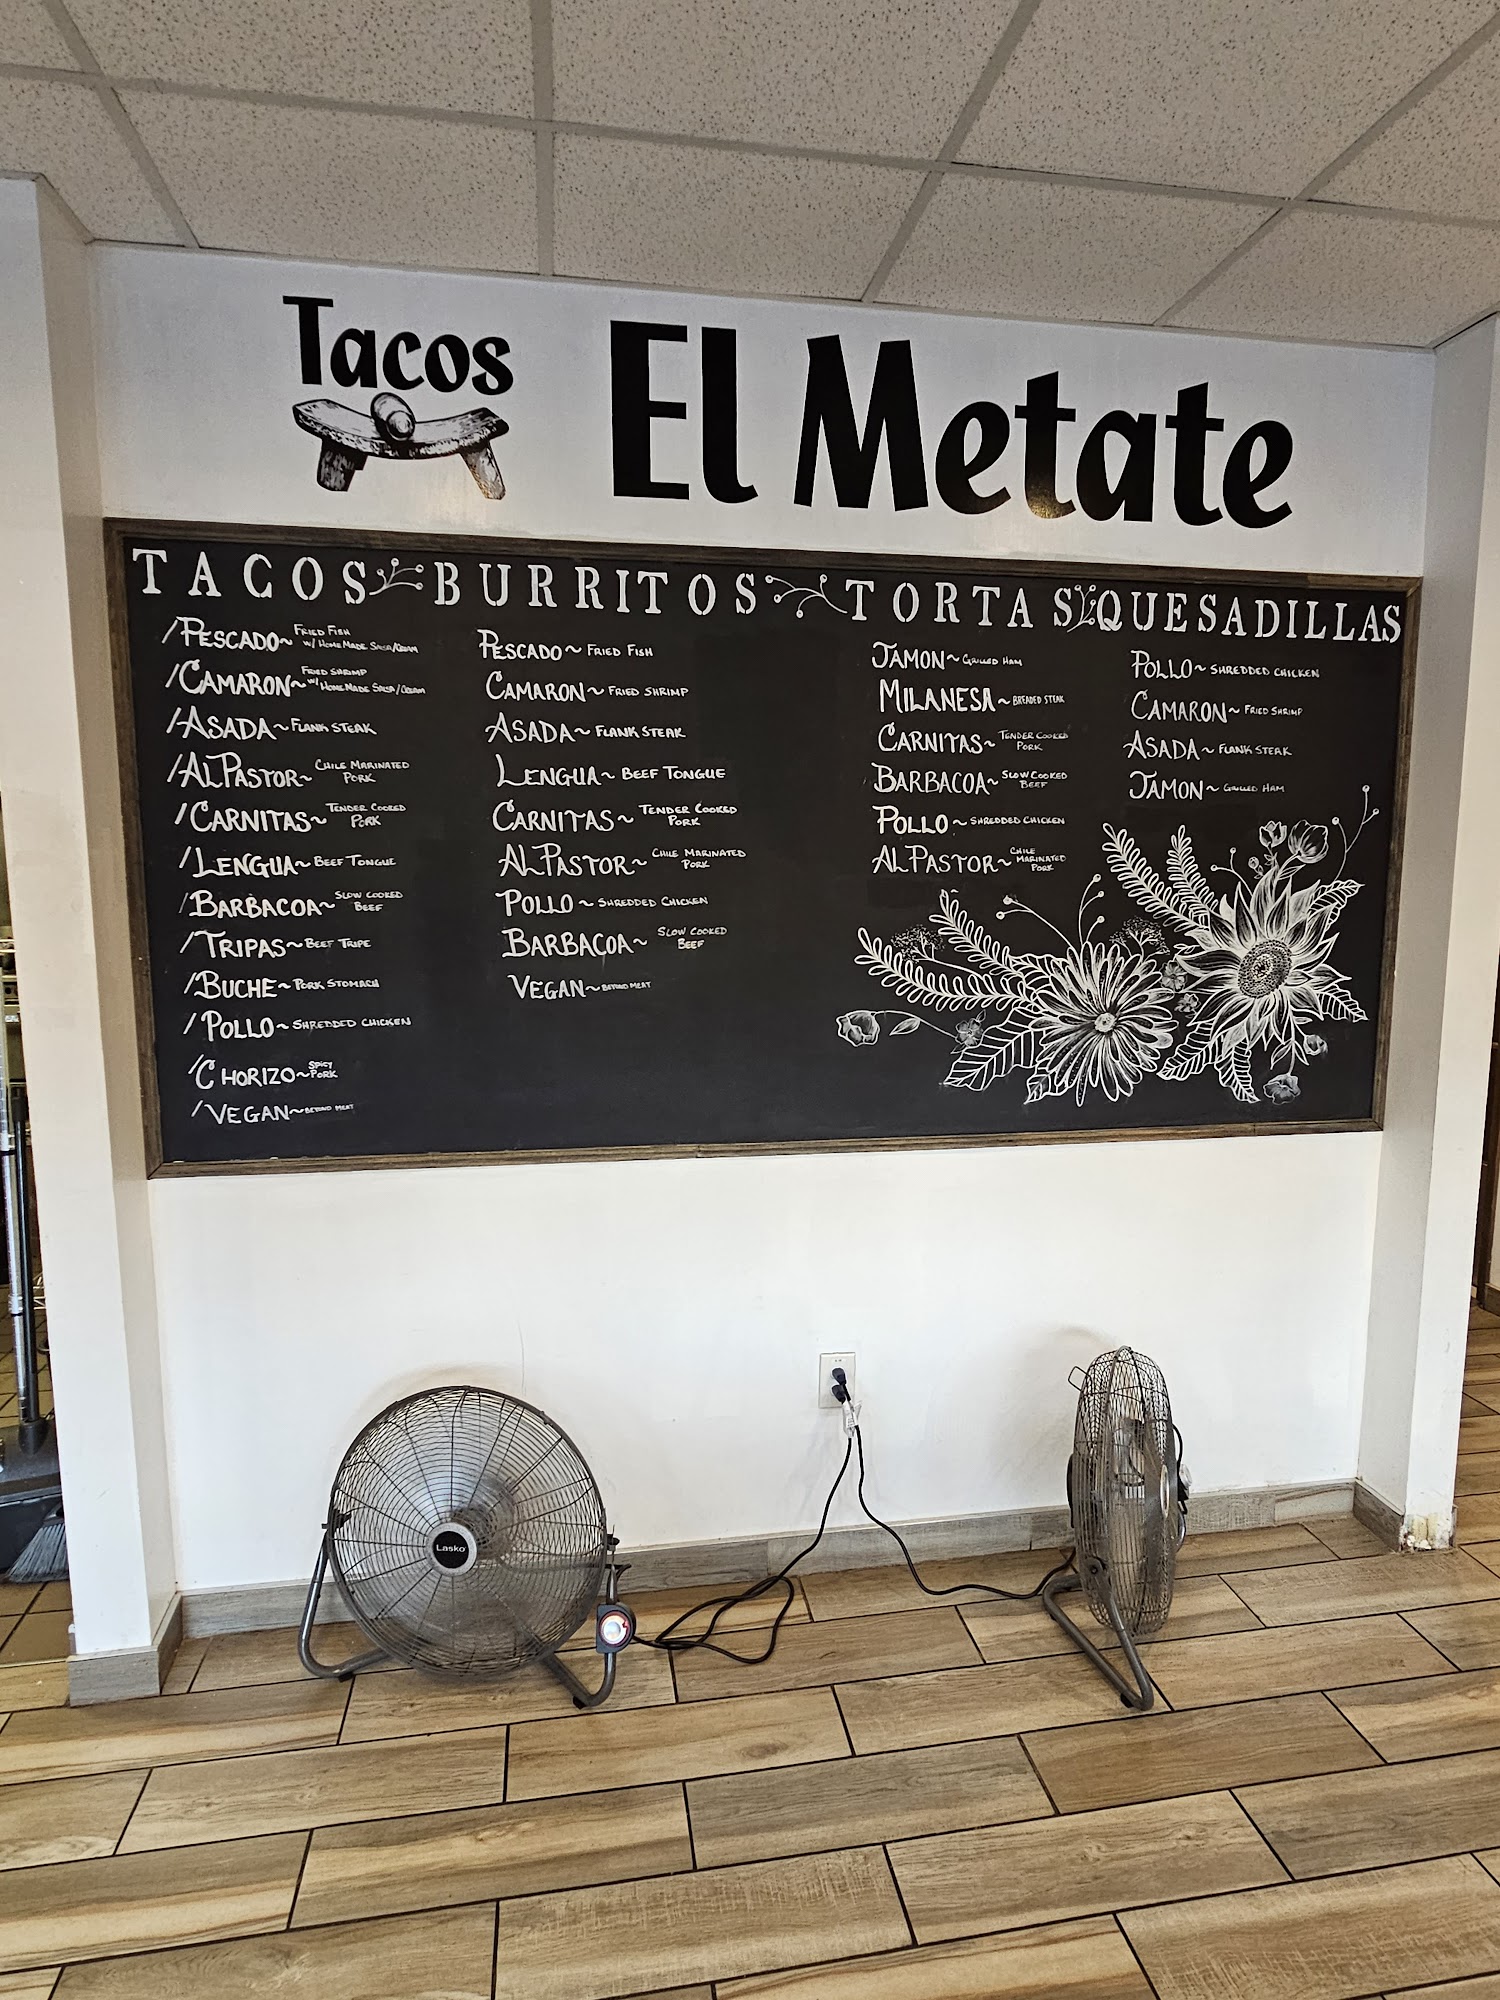 Tacos
El Metate
TACOS BURRITOS TORTAS QUESADILLAS
/PESCADO~ FRIED FISH
W/ HOMEMADE SALSA/CREAM
/CAMARON~ FRIED SHRIMP
W/ HOMEMADE SALSA/CREAM
/ASADA~ FLANK STEAK
/AL PASTOR~ CHILE MARINATED
PORK
/CARNITAS~ TENDER COOKED
PORK
/LENGUA~ BEEF TONGUE
/BARBACOA~ SLOW COOKED
BEEF
/TRIPAS~ BEEF TRIPE
/BUCHE~ PORK STOMACH
/POLLO~ SHREDDED CHICKEN
/CHORIZO~ SPICY
PORK
/VEGAN~ BEYOND MEAT
PESCADO~ FRIED FISH
CAMARON~ FRIED SHRIMP
ASADA~ FLANK STEAK
LENGUA~ BEEF TONGUE
CARNITAS~ TENDER COOKED
PORK
AL PASTOR~ CHILE MARINATED
PORK
POLLO~ SHREDDED CHICKEN
BARBACOA~ SLOW COOKED
BEEF
VEGAN~ BEYOND MEAT
JAMON~ GRILLED HAM
MILANESA~ BREADED STEAK
CARNITAS~ TENDER COOKED
PORK
BARBACOA~ SLOW COOKED
BEEF
POLLO~ SHREDDED CHICKEN
AL PASTOR~ CHILE
MARINATED
PORK
POLLO~ SHREDDED CHICKEN
CAMARON~ FRIED SHRIMP
ASADA~ FLANK STEAK
JAMON~ GRILLED HAM
Lasko